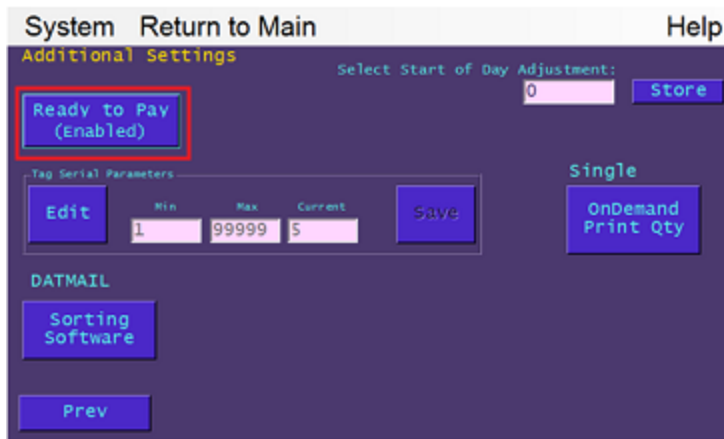 System Return to Main Help
Additional Settings
Select Start of Day Adjustment:
0 Store
Ready to Pay
(Enabled)
Tag Serial Parameters
Edit
Min Max Current
1 99999 5
Save
Single
OnDemand
Print Qty
DATMAIL
Sorting
Software
Prev